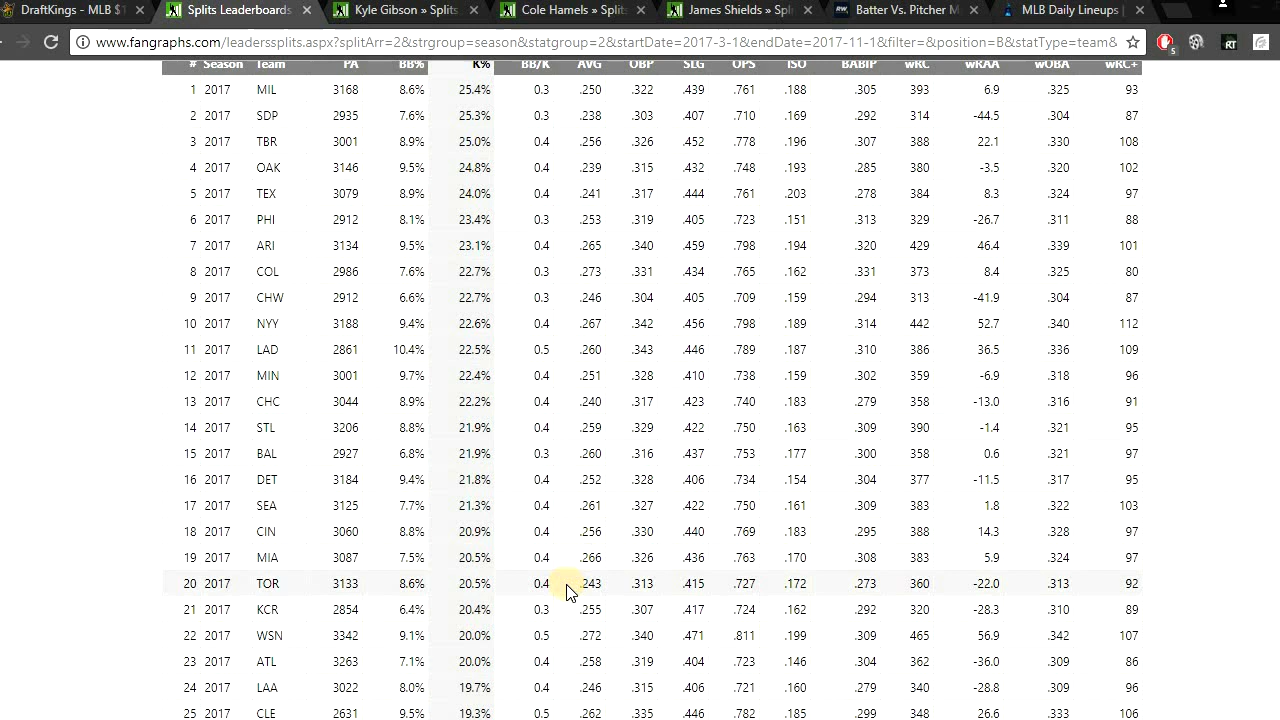 DraftKings - MLB $1 Splits Leaderboards Kyle Gibson » Splits Cole Hamels » Splits James Shields » Spl Batter Vs. Pitcher M MLB Daily Lineups |
www.fangraphs.com/leaderssplits.aspx?splitArr=2&strgroup=season&statgroup=2&startDate=2017-3-1&endDate=2017-11-1&filter=&position=B&statType=team&
# Season Team PA BB% K% BB/K AVG OBP SLG OPS ISO BABIP wRC wRAA wOBA wRC+
1 2017 MIL 3168 8.6% 25.4% 0.3 .250 .322 .439 .761 .188 .305 393 6.9 .325 93
2 2017 SDP 2935 7.6% 25.3% 0.3 .238 .303 .407 .710 .169 .292 314 -44.5 .304 87
3 2017 TBR 3001 8.9% 25.0% 0.4 .256 .326 .452 .778 .196 .307 388 22.1 .330 108
4 2017 OAK 3146 9.5% 24.8% 0.4 .239 .315 .432 .748 .193 .285 380 -3.5 .320 102
5 2017 TEX 3079 8.9% 24.0% 0.4 .241 .317 .444 .761 .203 .278 384 8.3 .324 97
6 2017 PHI 2912 8.1% 23.4% 0.3 .253 .319 .405 .723 .151 .313 329 -26.7 .311 88
7 2017 ARI 3134 9.5% 23.1% 0.4 .265 .340 .459 .798 .194 .320 429 46.4 .339 101
8 2017 COL 2986 7.6% 22.7% 0.3 .273 .331 .434 .765 .162 .331 373 8.4 .325 80
9 2017 CHW 2912 6.6% 22.7% 0.3 .246 .304 .405 .709 .159 .294 313 -41.9 .304 87
10 2017 NYY 3188 9.4% 22.6% 0.4 .267 .342 .456 .798 .189 .314 442 52.7 .340 112
11 2017 LAD 2861 10.4% 22.5% 0.5 .260 .343 .446 .789 .187 .310 386 36.5 .336 109
12 2017 MIN 3001 9.7% 22.4% 0.4 .251 .328 .410 .738 .159 .302 359 -6.9 .318 96
13 2017 CHC 3044 8.9% 22.2% 0.4 .240 .317 .423 .740 .183 .279 358 -13.0 .316 91
14 2017 STL 3206 8.8% 21.9% 0.4 .259 .329 .422 .750 .163 .309 390 -1.4 .321 95
15 2017 BAL 2927 6.8% 21.9% 0.3 .260 .316 .437 .753 .177 .300 358 0.6 .321 97
16 2017 DET 3184 9.4% 21.8% 0.4 .252 .328 .406 .734 .154 .304 377 -11.5 .317 95
17 2017 SEA 3125 7.7% 21.3% 0.4 .261 .327 .422 .750 .161 .309 383 1.8 .322 103
18 2017 CIN 3060 8.8% 20.9% 0.4 .256 .330 .440 .769 .183 .295 388 14.3 .328 97
19 2017 MIA 3087 7.5% 20.5% 0.4 .266 .326 .436 .763 .170 .308 383 5.9 .324 97
20 2017 TOR 3133 8.6% 20.5% 0.4 .243 .313 .415 .727 .172 .273 360 -22.0 .313 92
21 2017 KCR 2854 6.4% 20.4% 0.3 .255 .307 .417 .724 .162 .292 320 -28.3 .310 89
22 2017 WSN 3342 9.1% 20.0% 0.5 .272 .340 .471 .811 .199 .309 465 56.9 .342 107
23 2017 ATL 3263 7.1% 20.0% 0.4 .258 .319 .404 .723 .146 .304 362 -36.0 .309 86
24 2017 LAA 3022 8.0% 19.7% 0.4 .246 .315 .406 .721 .160 .279 340 -28.8 .309 96
25 2017 CLE 2631 9.5% 19.3% 0.5 .262 .335 .446 .782 .185 .299 348 26.6 .333 106